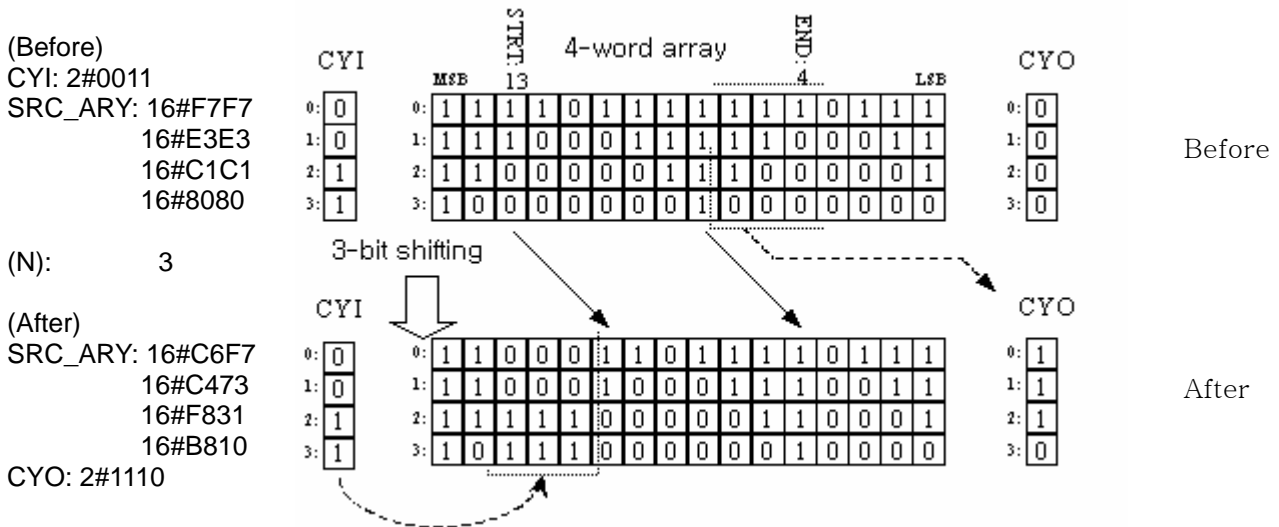 (Before)
CYI: 2#0011
SRC_ARY: 16#F7F7
16#E3E3
16#C1C1
16#8080
(N): 3
(After)
SRC_ARY: 16#C6F7
16#C473
16#F831
16#B810
CYO: 2#1110
CYI
STRT:
13
4-word array
END:
4
CYO
MSB
LSB
0: 0 0: 1 1 1 1 0 1 1 1 1 1 1 1 0 1 1 1 0: 0
1: 0 1: 1 1 1 0 0 0 1 1 1 1 1 0 0 0 1 1 1: 0
2: 1 2: 1 1 0 0 0 0 0 1 1 1 0 0 0 0 0 1 2: 0
3: 1 3: 1 0 0 0 0 0 0 0 1 0 0 0 0 0 0 0 3: 0
Before
3-bit shifting
CYI
CYO
0: 0 0: 1 1 0 0 0 1 1 0 1 1 1 1 0 1 1 1 0: 1
1: 0 1: 1 1 0 0 0 1 0 0 0 1 1 1 0 0 1 1 1: 1
2: 1 2: 1 1 1 1 1 0 0 0 0 0 1 1 0 0 0 1 2: 1
3: 1 3: 1 0 1 1 1 0 0 0 0 0 0 1 0 0 0 0 3: 0
After